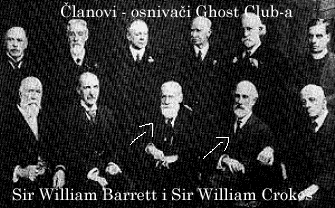 Članovi - osnivači Ghost Club-a
Sir William Barrett i Sir William Crokes